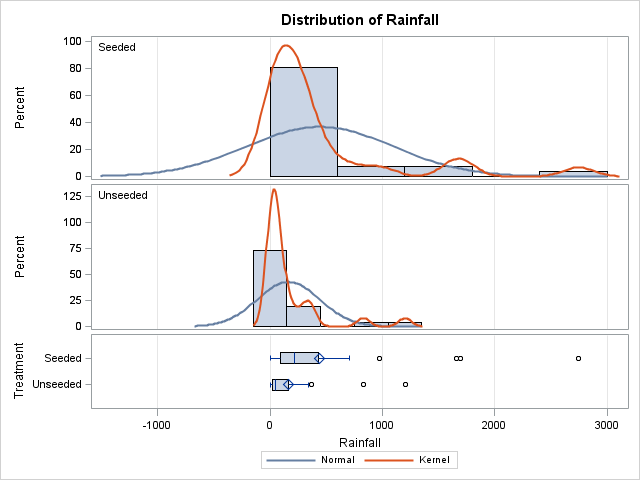 Distribution of Rainfall
Seeded
100
80
60
40
20
0
Percent
Unseeded
125
100
75
50
25
0
Percent
Treatment
Seeded
Unseeded
-1000 0 1000 2000 3000
Rainfall
Normal Kernel